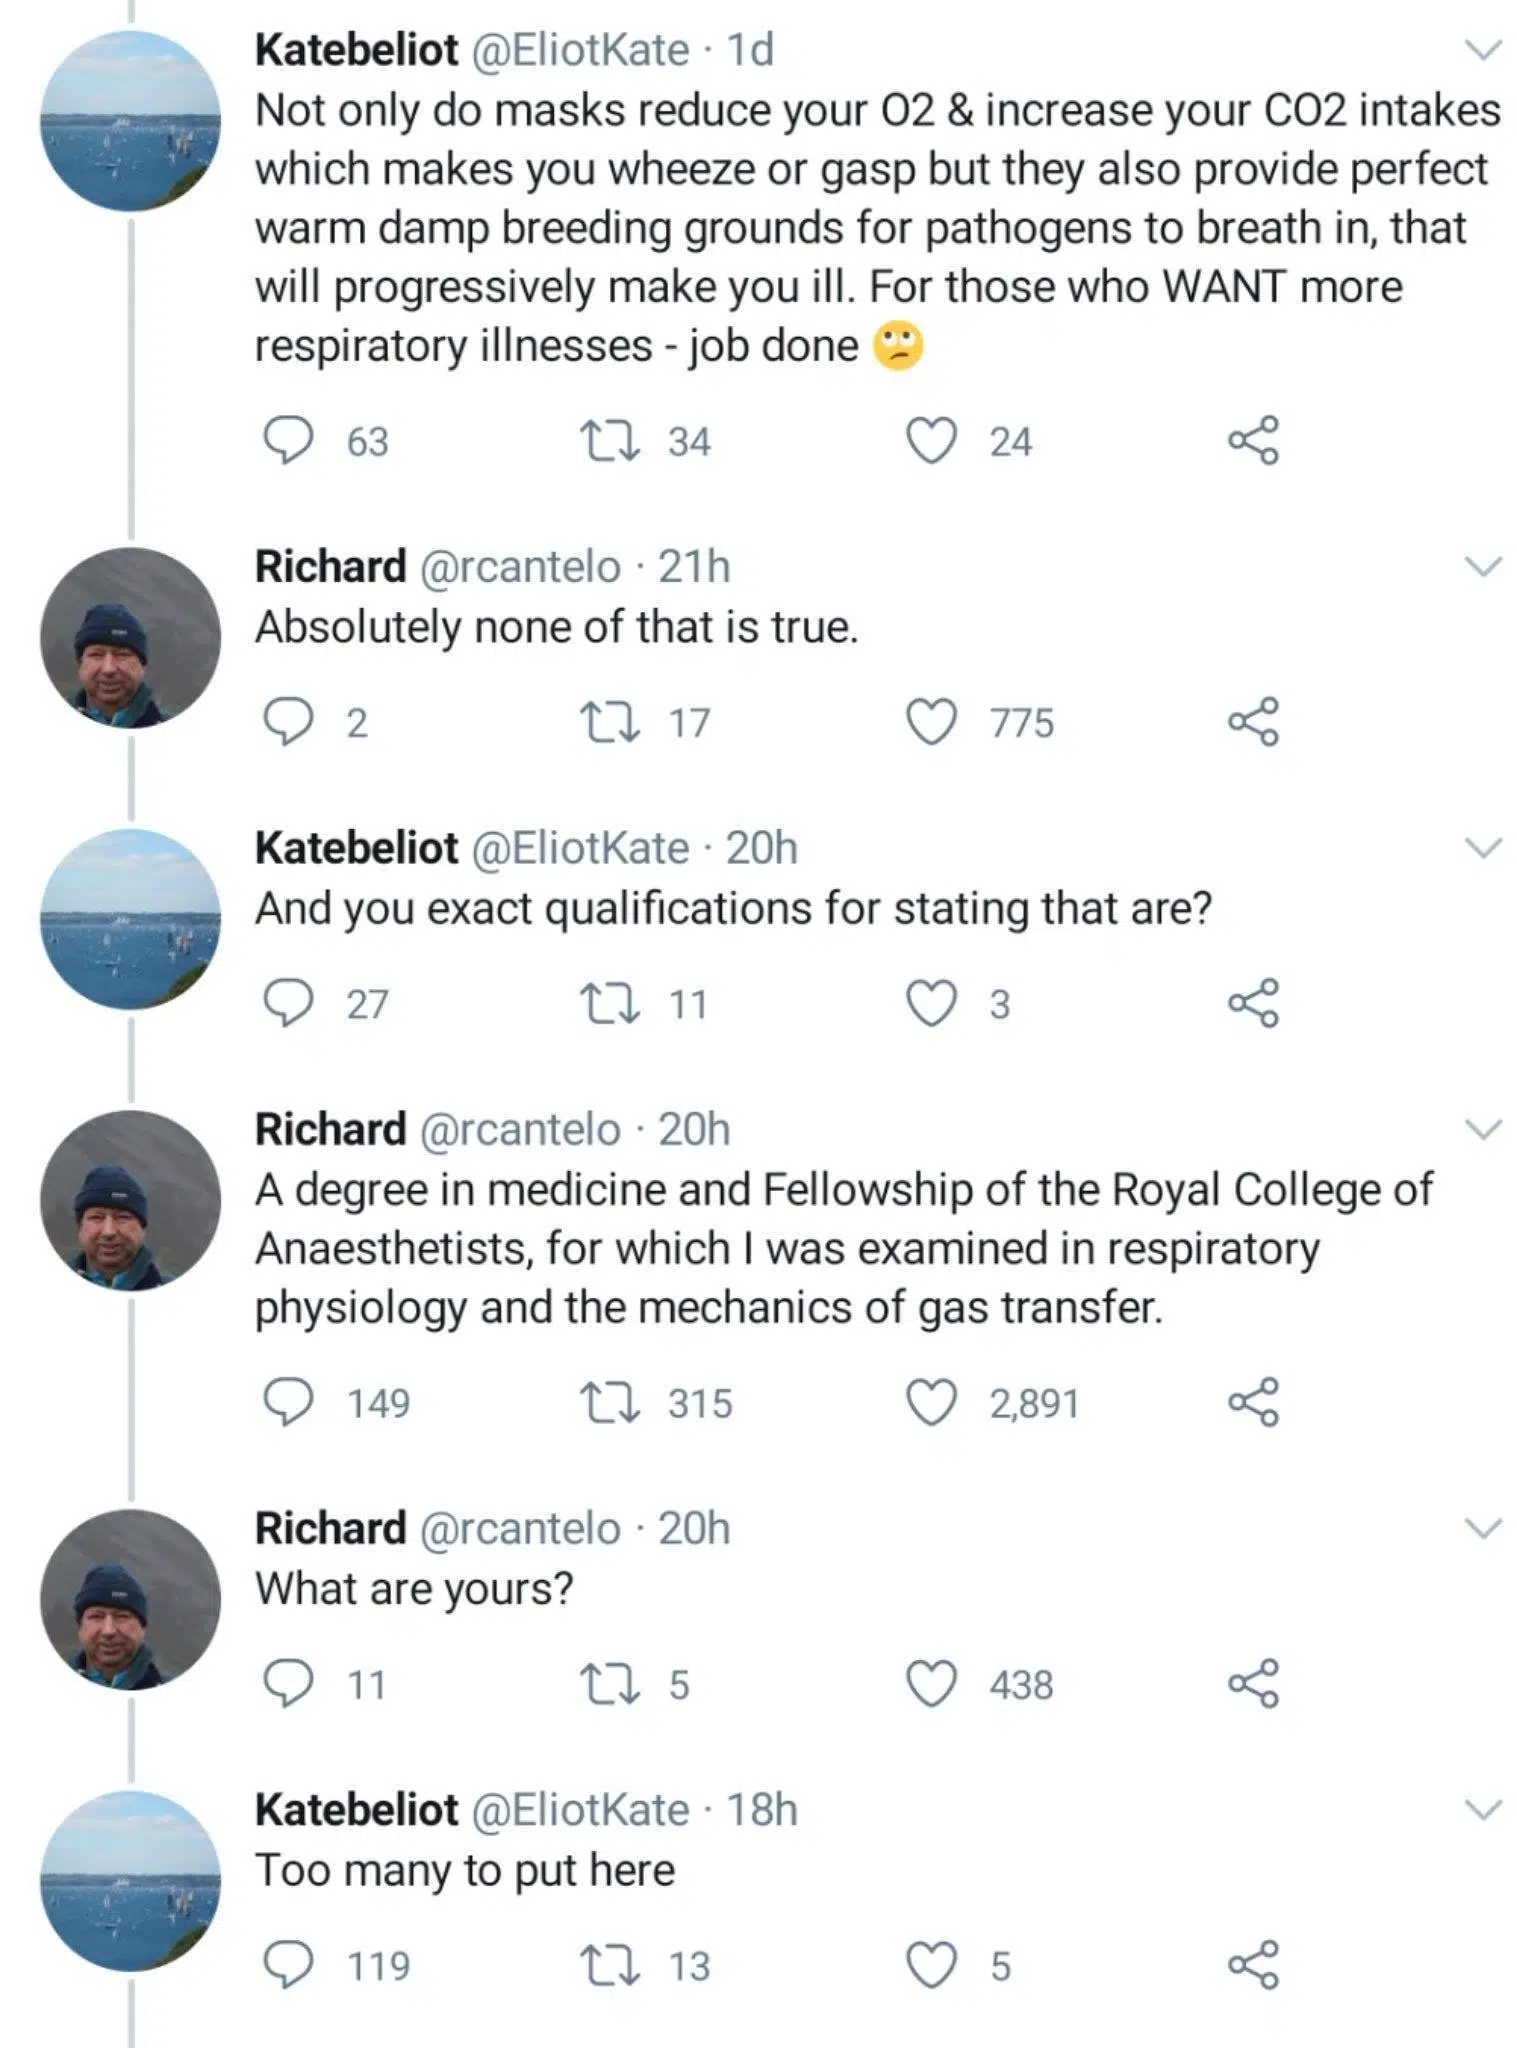 Katebeliot @EliotKate · 1d
Not only do masks reduce your O2 & increase your CO2 intakes
which makes you wheeze or gasp but they also provide perfect
warm damp breeding grounds for pathogens to breath in, that
will progressively make you ill. For those who WANT more
respiratory illnesses - job done 🙄
63 34 24
Richard @rcantelo · 21h
Absolutely none of that is true.
2 17 775
Katebeliot @EliotKate · 20h
And you exact qualifications for stating that are?
27 11 3
Richard @rcantelo · 20h
A degree in medicine and Fellowship of the Royal College of
Anaesthetists, for which I was examined in respiratory
physiology and the mechanics of gas transfer.
149 315 2,891
Richard @rcantelo · 20h
What are yours?
11 5 438
Katebeliot @EliotKate · 18h
Too many to put here
119 13 5